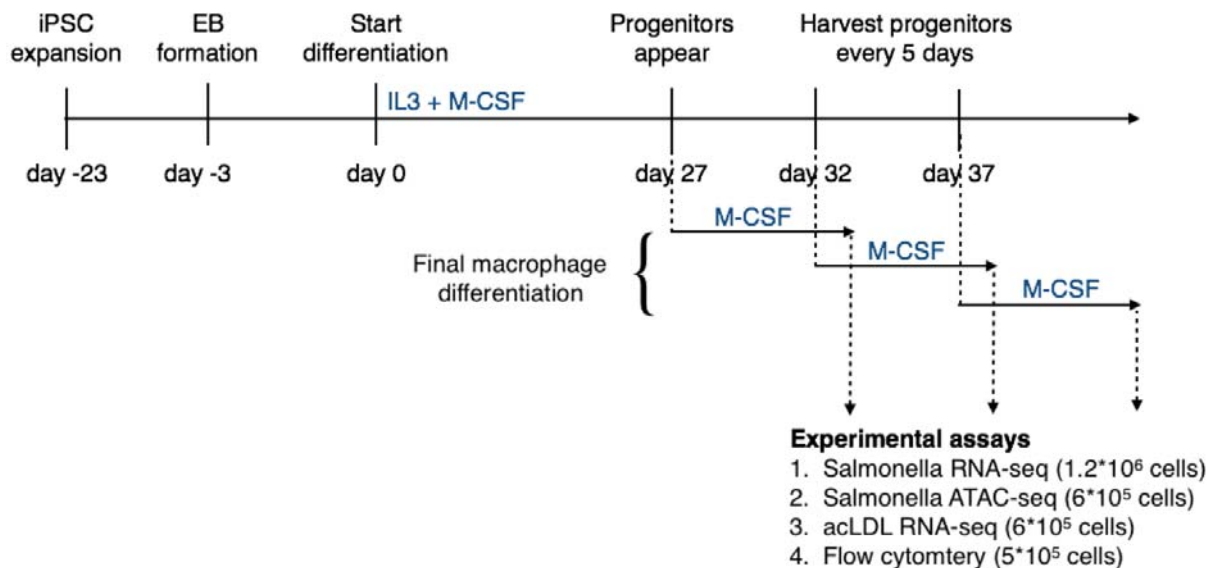 iPSC expansion
EB formation
Start differentiation
Progenitors appear
Harvest progenitors every 5 days
IL3 + M-CSF
day -23
day -3
day 0
day 27
day 32
day 37
M-CSF
M-CSF
M-CSF
Final macrophage
differentiation
Experimental assays
1. Salmonella RNA-seq (1.2*10⁶ cells)
2. Salmonella ATAC-seq (6*10⁵ cells)
3. acLDL RNA-seq (6*10⁵ cells)
4. Flow cytomtery (5*10⁵ cells)